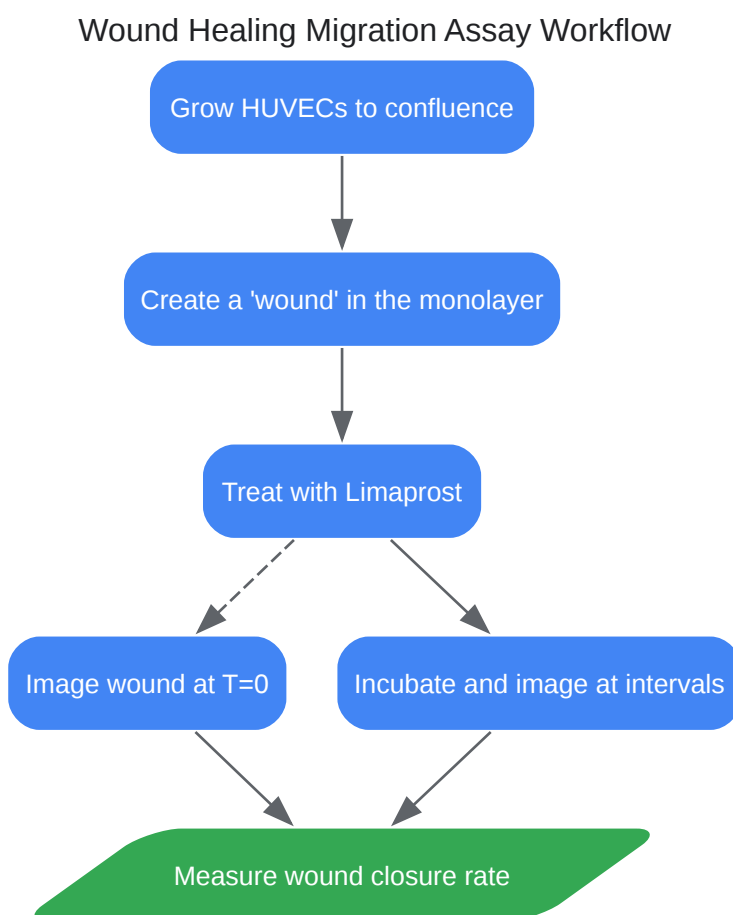 Wound Healing Migration Assay Workflow
Grow HUVECs to confluence
Create a 'wound' in the monolayer
Treat with Limaprost
Image wound at T=0
Incubate and image at intervals
Measure wound closure rate